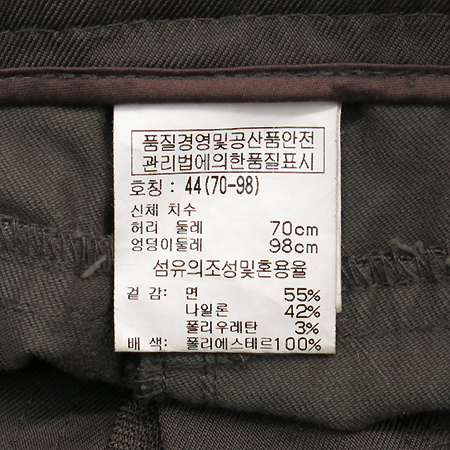 품질경영및공산품안전
관리법에의한품질표시
호칭 : 44(70-98)
신체 치수
허리 둘레 70cm
엉덩이둘레 98cm
섬유의조성및혼용율
겉 감: 면 55%
나일론 42%
폴리우레탄 3%
배 색: 폴리에스테르100%